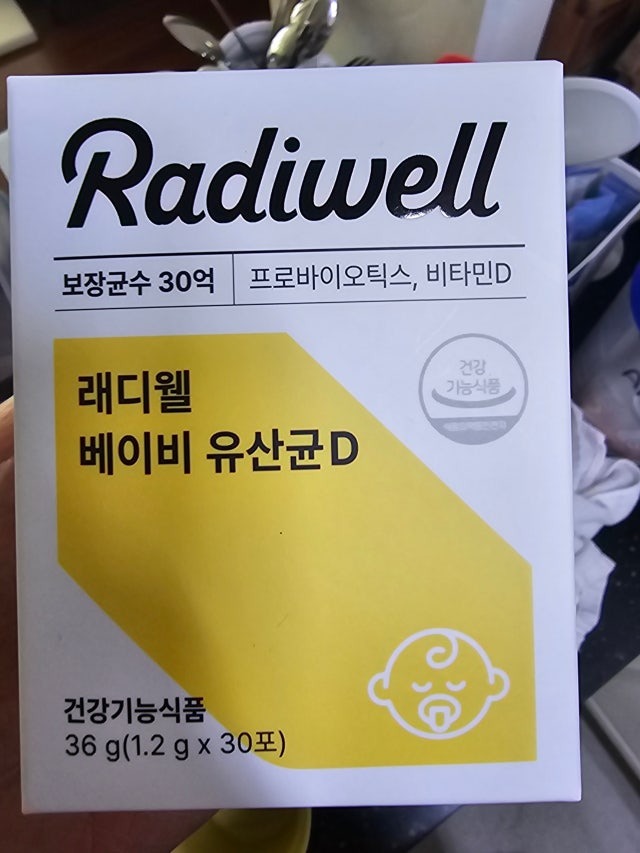 Radiwell
보장균수 30억 프로바이오틱스, 비타민D
건강
기능식품
래디웰
베이비 유산균D
건강기능식품
36 g(1.2 g x 30포)